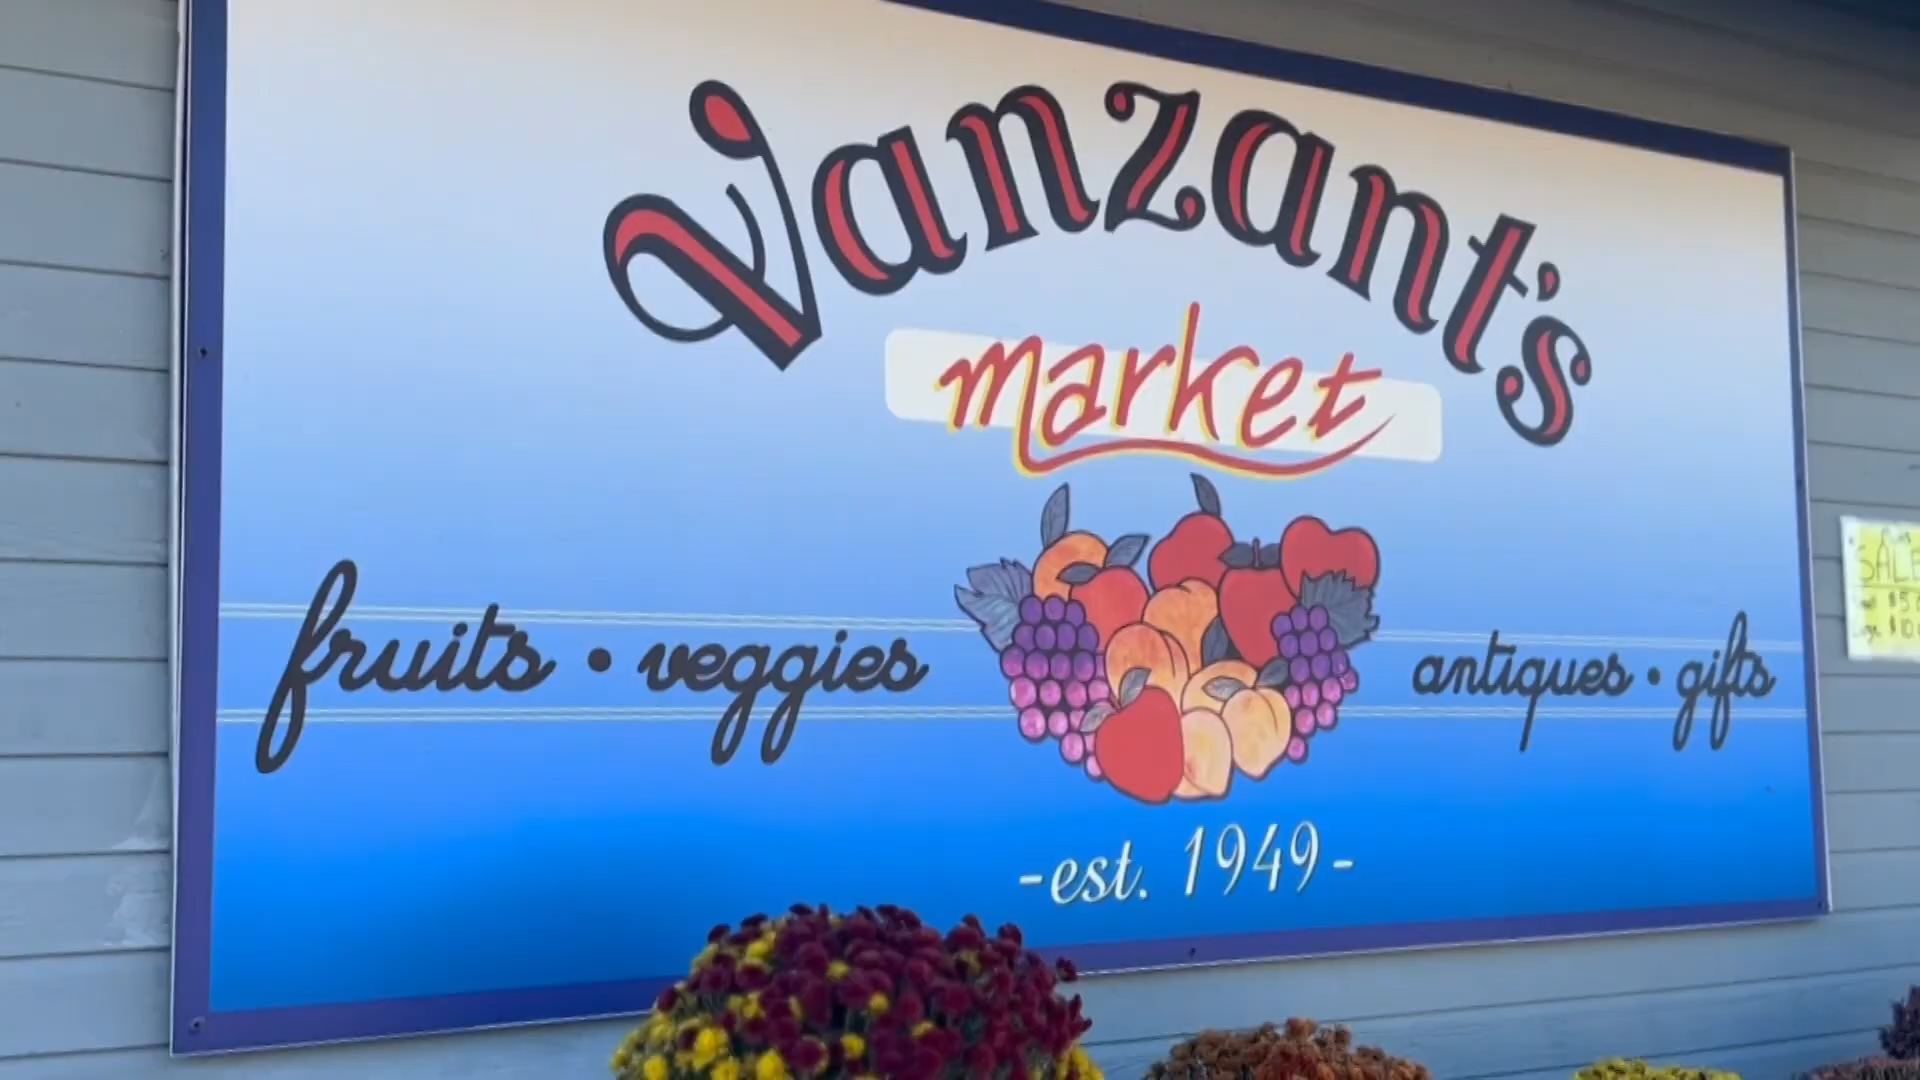 Vanzant's
market
fruits • veggies
antiques • gifts
-est. 1949-
SALE